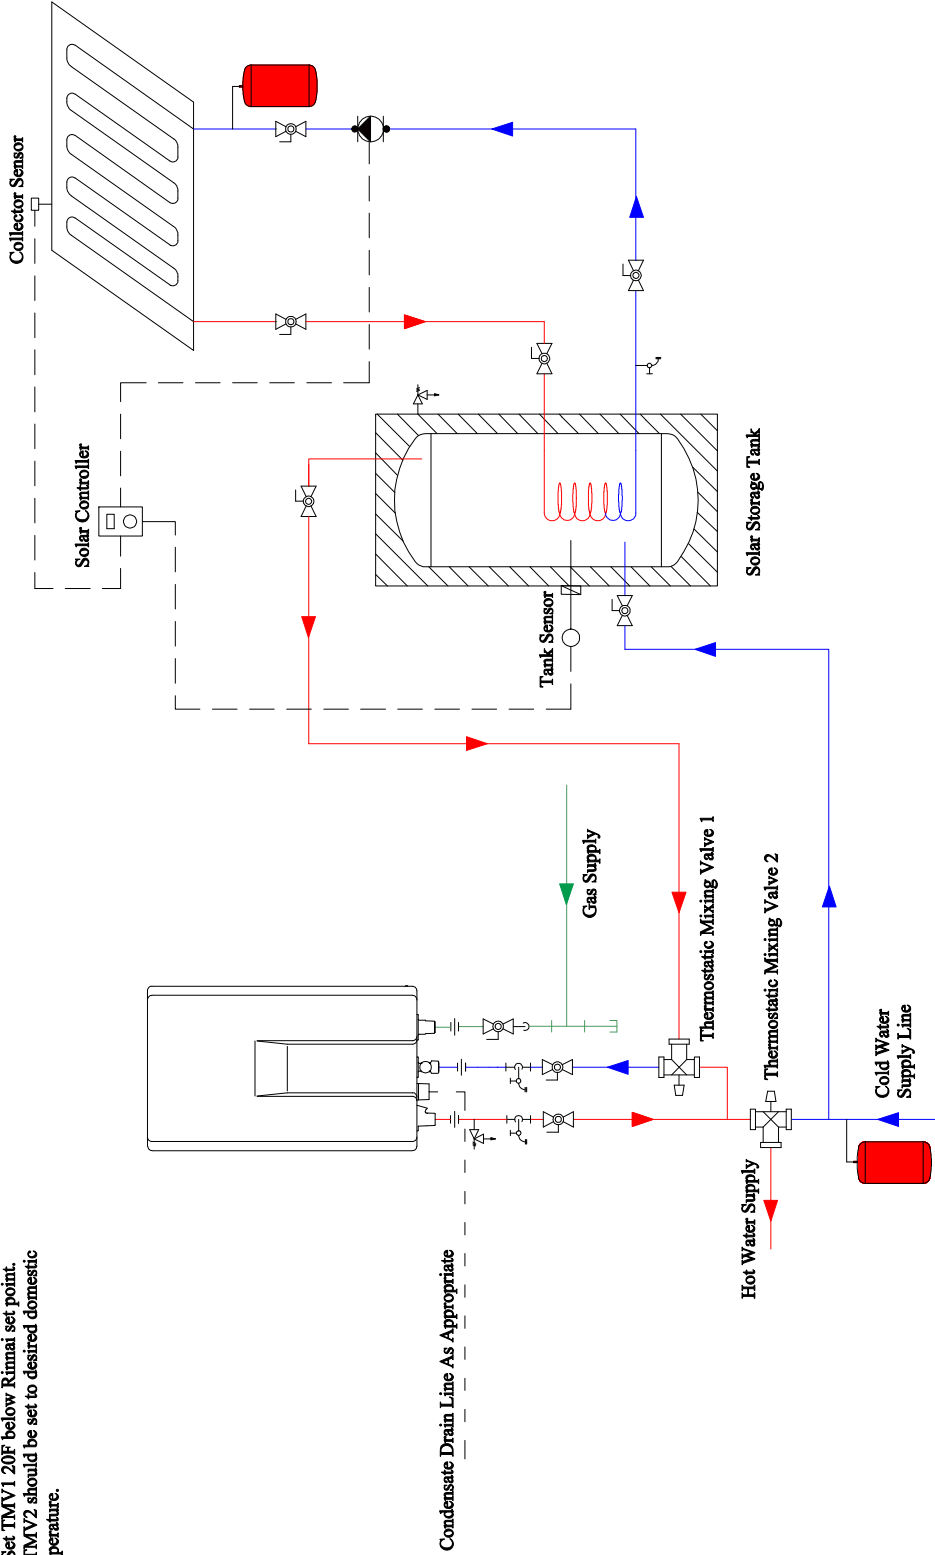 Set TMV1 20F below Rinnai set point.
TMV2 should be set to desired domestic
perature.
Condensate Drain Line As Appropriate
Collector Sensor
Solar Controller
Tank Sensor
Solar Storage Tank
Gas Supply
Thermostatic Mixing Valve 1
Thermostatic Mixing Valve 2
Hot Water Supply
Cold Water
Supply Line